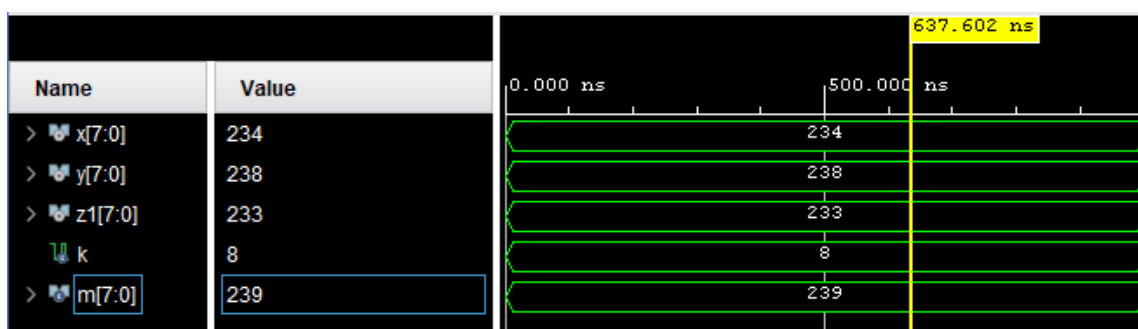 637.602 ns
Name Value 0.000 ns 500.000 ns
x[7:0] 234 234
y[7:0] 238 238
z1[7:0] 233 233
k 8 8
m[7:0] 239 239